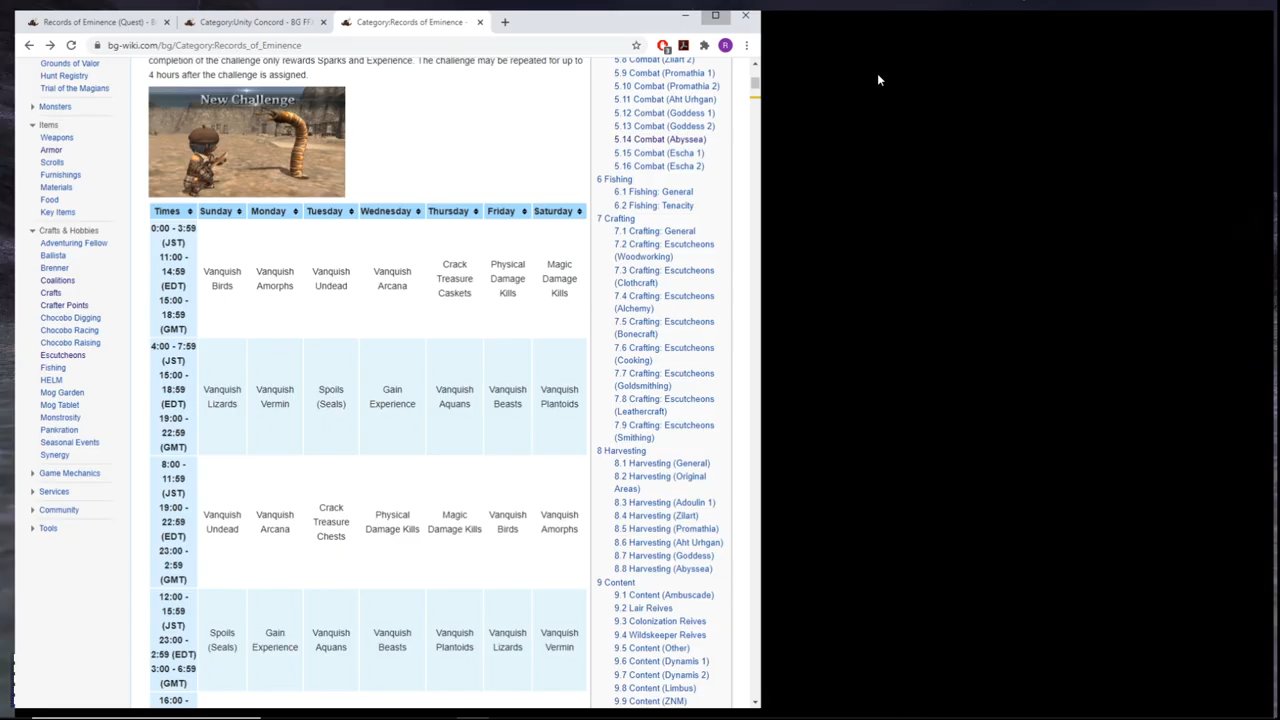 Records of Eminence (Quest) - B
Category:Unity Concord - BG FF
Category:Records of Eminence -
bg-wiki.com/bg/Category:Records_of_Eminence
3
R
Grounds of Valor
Hunt Registry
Trial of the Magians
Monsters
Items
Weapons
Armor
Scrolls
Furnishings
Materials
Food
Key Items
Crafts & Hobbies
Adventuring Fellow
Ballista
Brenner
Coalitions
Crafts
Crafter Points
Chocobo Digging
Chocobo Racing
Chocobo Raising
Escutcheons
Fishing
HELM
Mog Garden
Mog Tablet
Monstrosity
Pankration
Seasonal Events
Synergy
Game Mechanics
Services
Community
Tools
completion of the challenge only rewards Sparks and Experience. The challenge may be repeated for up to
4 hours after the challenge is assigned.
New Challenge
Times Sunday Monday Tuesday Wednesday Thursday Friday Saturday
0:00 - 3:59
(JST)
11:00 -
14:59
(EDT)
15:00 -
18:59
(GMT)
Vanquish
Birds
Vanquish
Amorphs
Vanquish
Undead
Vanquish
Arcana
Crack
Treasure
Caskets
Physical
Damage
Kills
Magic
Damage
Kills
4:00 - 7:59
(JST)
15:00 -
18:59
(EDT)
19:00 -
22:59
(GMT)
Vanquish
Lizards
Vanquish
Vermin
Spoils
(Seals)
Gain
Experience
Vanquish
Aquans
Vanquish
Beasts
Vanquish
Plantoids
8:00 -
11:59
(JST)
19:00 -
22:59
(EDT)
23:00 -
2:59
(GMT)
Vanquish
Undead
Vanquish
Arcana
Crack
Treasure
Chests
Physical
Damage Kills
Magic
Damage Kills
Vanquish
Birds
Vanquish
Amorphs
12:00 -
15:59
(JST)
23:00 -
2:59 (EDT)
3:00 - 6:59
(GMT)
Spoils
(Seals)
Gain
Experience
Vanquish
Aquans
Vanquish
Beasts
Vanquish
Plantoids
Vanquish
Lizards
Vanquish
Vermin
16:00 -
5.8 Combat (Zilart 2)
5.9 Combat (Promathia 1)
5.10 Combat (Promathia 2)
5.11 Combat (Aht Urhgan)
5.12 Combat (Goddess 1)
5.13 Combat (Goddess 2)
5.14 Combat (Abyssea)
5.15 Combat (Escha 1)
5.16 Combat (Escha 2)
6 Fishing
6.1 Fishing: General
6.2 Fishing: Tenacity
7 Crafting
7.1 Crafting: General
7.2 Crafting: Escutcheons
(Woodworking)
7.3 Crafting: Escutcheons
(Clothcraft)
7.4 Crafting: Escutcheons
(Alchemy)
7.5 Crafting: Escutcheons
(Bonecraft)
7.6 Crafting: Escutcheons
(Cooking)
7.7 Crafting: Escutcheons
(Goldsmithing)
7.8 Crafting: Escutcheons
(Leathercraft)
7.9 Crafting: Escutcheons
(Smithing)
8 Harvesting
8.1 Harvesting (General)
8.2 Harvesting (Original
Areas)
8.3 Harvesting (Adoulin 1)
8.4 Harvesting (Zilart)
8.5 Harvesting (Promathia)
8.6 Harvesting (Aht Urhgan)
8.7 Harvesting (Goddess)
8.8 Harvesting (Abyssea)
9 Content
9.1 Content (Ambuscade)
9.2 Lair Reives
9.3 Colonization Reives
9.4 Wildskeeper Reives
9.5 Content (Other)
9.6 Content (Dynamis 1)
9.7 Content (Dynamis 2)
9.8 Content (Limbus)
9.9 Content (ZNM)